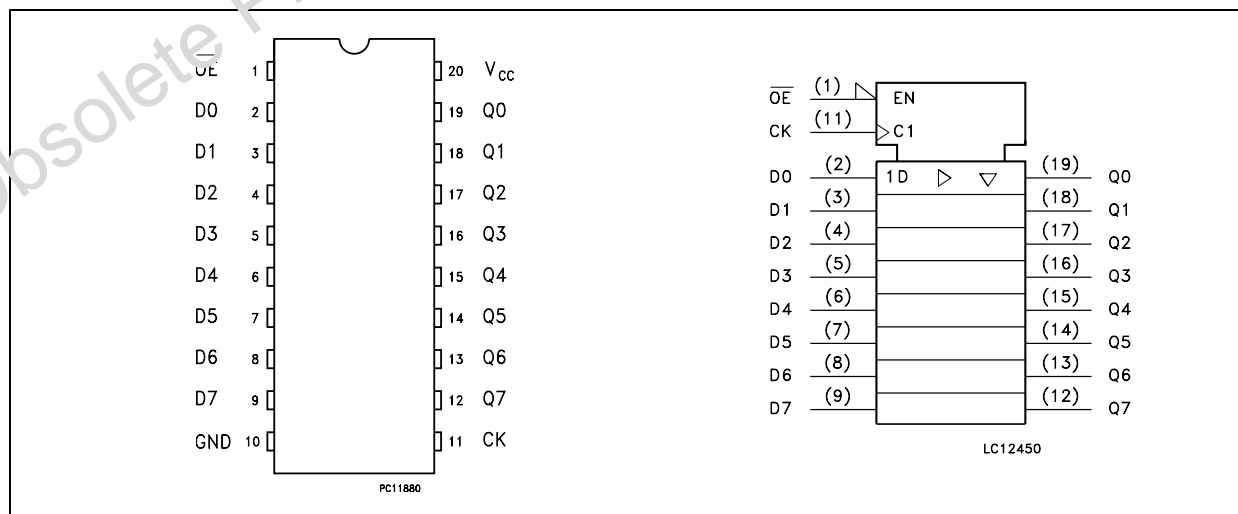 Obsolete P
OE 1 20 VCC
D0 2 19 Q0
D1 3 18 Q1
D2 4 17 Q2
D3 5 16 Q3
D4 6 15 Q4
D5 7 14 Q5
D6 8 13 Q6
D7 9 12 Q7
GND 10 11 CK
PC11880
OE (1) EN
CK (11) C1
D0 (2) 1D (19) Q0
D1 (3) (18) Q1
D2 (4) (17) Q2
D3 (5) (16) Q3
D4 (6) (15) Q4
D5 (7) (14) Q5
D6 (8) (13) Q6
D7 (9) (12) Q7
LC12450